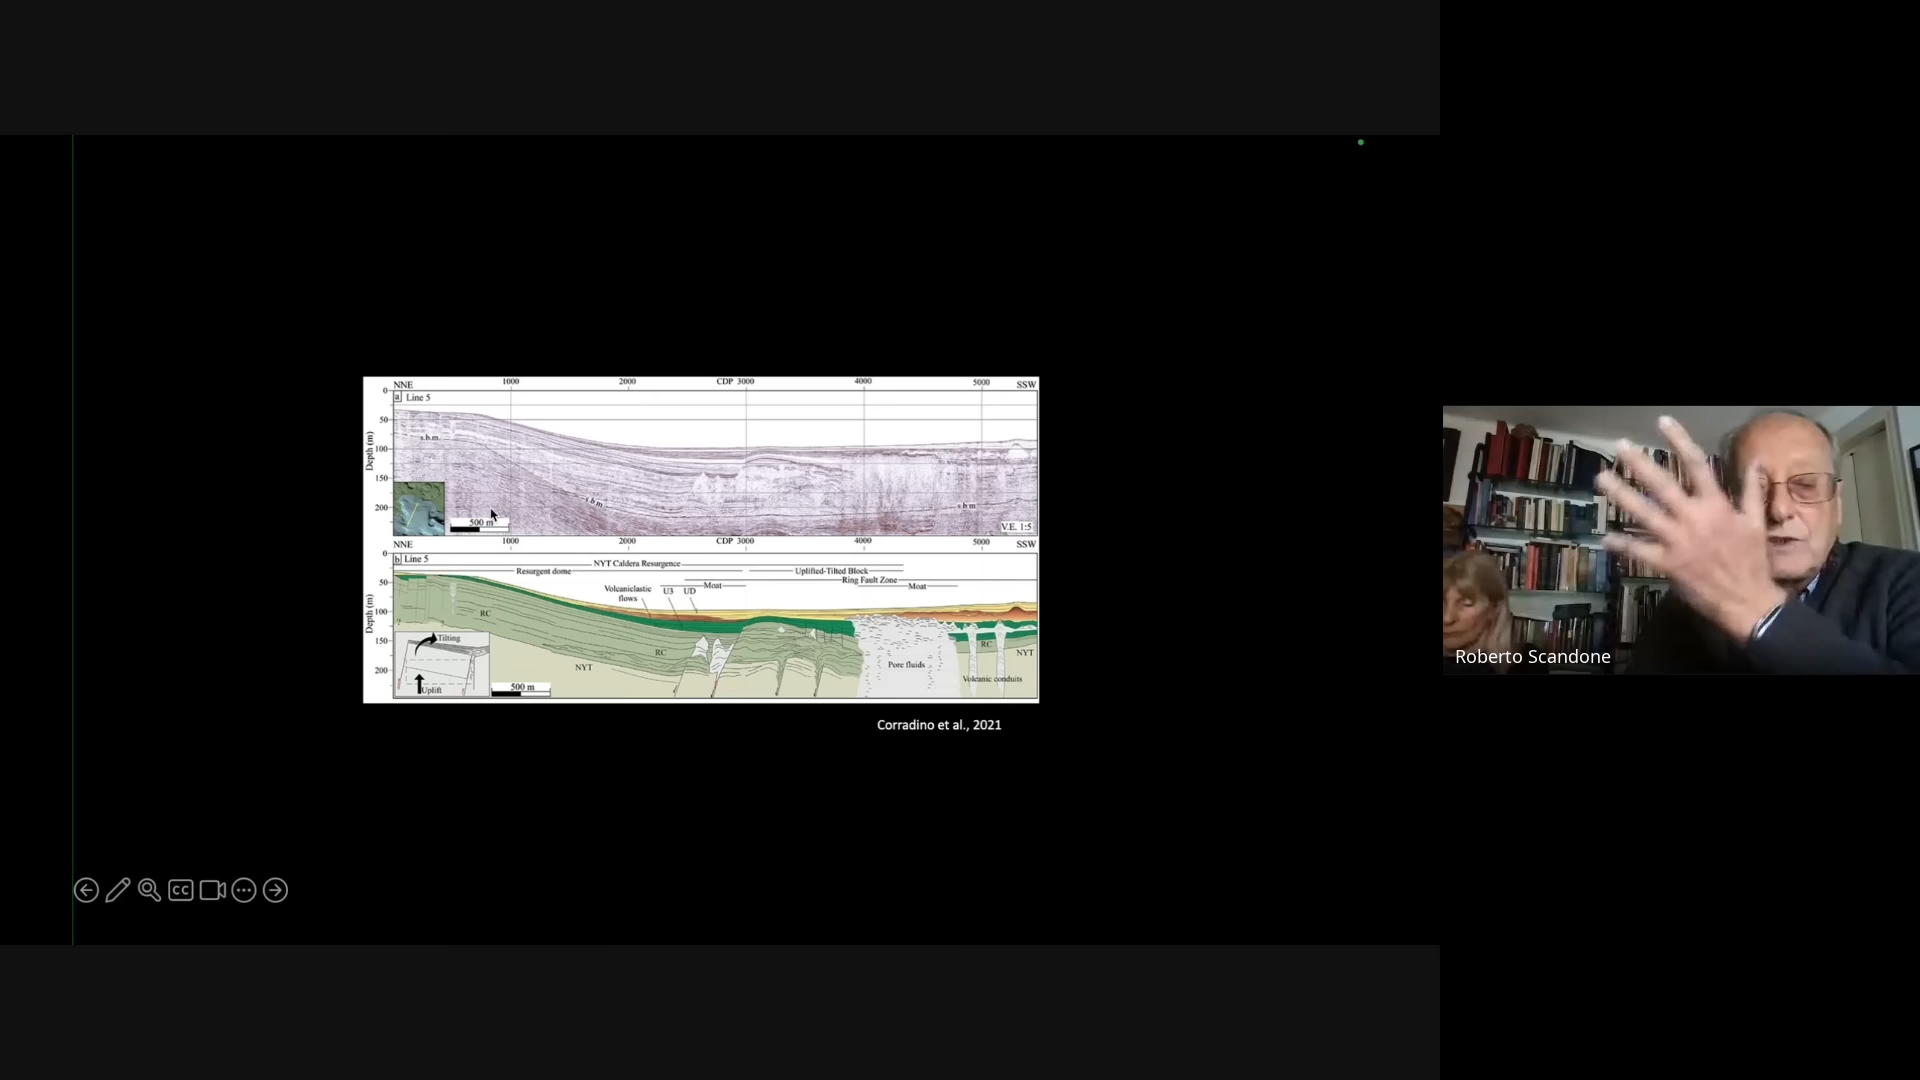 NNE 1000 2000 CDP 3000 4000 5000 SSW
0
a Line 5
50
s.b.m.
100
Depth (m)
150
s.b.m.
s.b.m.
200
500 m
V.E. 1:5
NNE 1000 2000 CDP 3000 4000 5000 SSW
0
b Line 5
NYT Caldera Resurgence
Resurgent dome
Uplifted-Tilted Block
Ring Fault Zone
50
Moat
Moat
Volcaniclastic
flows
U3 UD
100
Depth (m)
RC
150
Tilting
RC
RC
NYT
NYT
Pore fluids
200
Volcanic conduits
Uplift
500 m
Corradino et al., 2021
CC
Roberto Scandone